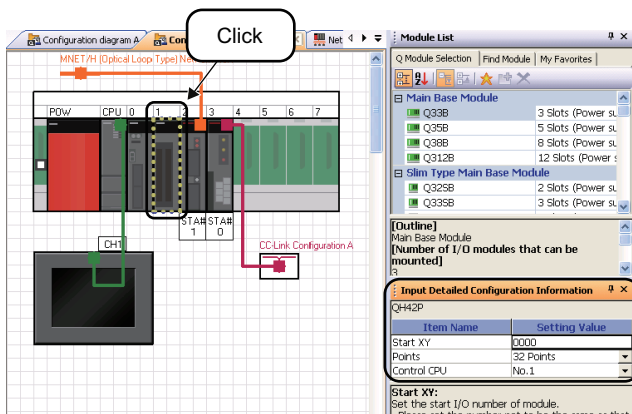 Configuration diagram A
Con
Net
Click
MNET/H (Optical Loop Type) Net
POW CPU 0 1 2 3 4 5 6 7
STA# STA#
1 0
CH1
CC-Link Configuration A
Module List
Q Module Selection Find Module My Favorites
Main Base Module
Q33B 3 Slots (Power su
Q35B 5 Slots (Power su
Q38B 8 Slots (Power su
Q312B 12 Slots (Power s
Slim Type Main Base Module
Q32SB 2 Slots (Power su
Q33SB 3 Slots (Power su
[Outline]
Main Base Module
[Number of I/O modules that can be
mounted]
3
Input Detailed Configuration Information
QH42P
Item Name Setting Value
Start XY 0000
Points 32 Points
Control CPU No.1
Start XY:
Set the start I/O number of module.